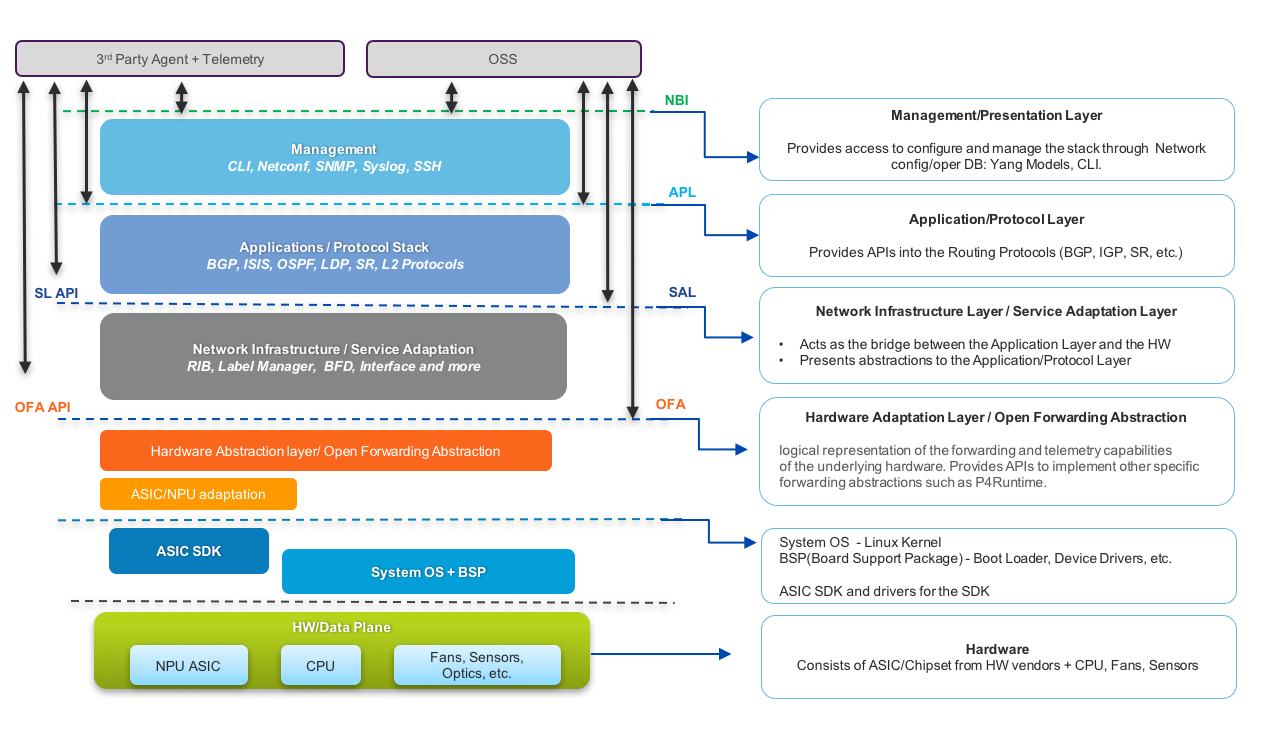 3rd Party Agent + Telemetry
OSS
NBI
Management
CLI, Netconf, SNMP, Syslog, SSH
Management/Presentation Layer
Provides access to configure and manage the stack through Network
config/oper DB: Yang Models, CLI.
APL
Applications / Protocol Stack
BGP, ISIS, OSPF, LDP, SR, L2 Protocols
Application/Protocol Layer
Provides APIs into the Routing Protocols (BGP, IGP, SR, etc.)
SL API
SAL
Network Infrastructure / Service Adaptation
RIB, Label Manager, BFD, Interface and more
Network Infrastructure Layer / Service Adaptation Layer
• Acts as the bridge between the Application Layer and the HW
• Presents abstractions to the Application/Protocol Layer
OFA API
OFA
Hardware Abstraction layer/ Open Forwarding Abstraction
ASIC/NPU adaptation
Hardware Adaptation Layer / Open Forwarding Abstraction
logical representation of the forwarding and telemetry capabilities
of the underlying hardware. Provides APIs to implement other specific
forwarding abstractions such as P4Runtime.
ASIC SDK
System OS + BSP
System OS - Linux Kernel
BSP(Board Support Package) - Boot Loader, Device Drivers, etc.
ASIC SDK and drivers for the SDK
HW/Data Plane
NPU ASIC
CPU
Fans, Sensors,
Optics, etc.
Hardware
Consists of ASIC/Chipset from HW vendors + CPU, Fans, Sensors